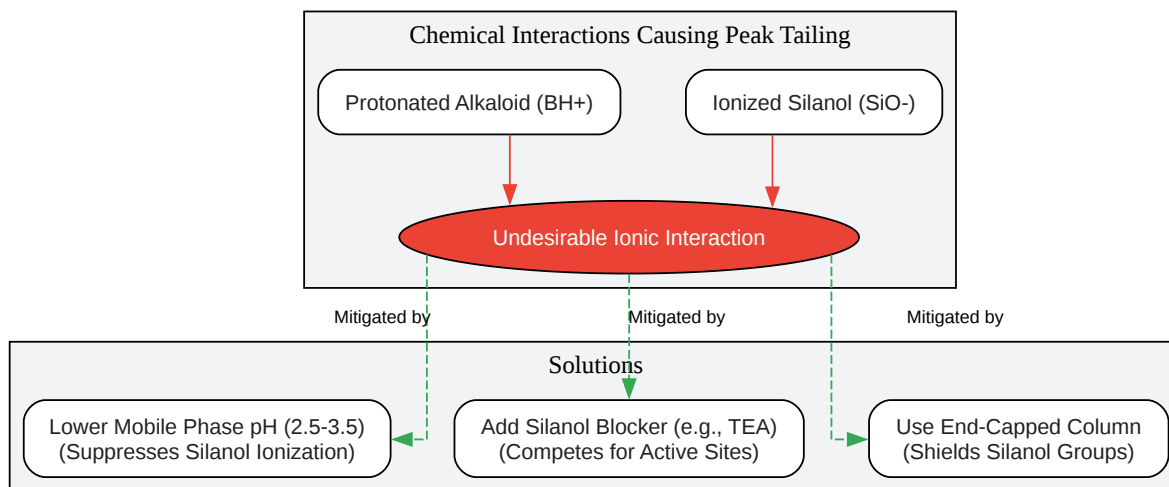 Chemical Interactions Causing Peak Tailing
Protonated Alkaloid (BH+)
Ionized Silanol (SiO-)
Undesirable Ionic Interaction
Mitigated by
Mitigated by
Mitigated by
Solutions
Lower Mobile Phase pH (2.5-3.5)
(Suppresses Silanol Ionization)
Add Silanol Blocker (e.g., TEA)
(Competes for Active Sites)
Use End-Capped Column
(Shields Silanol Groups)